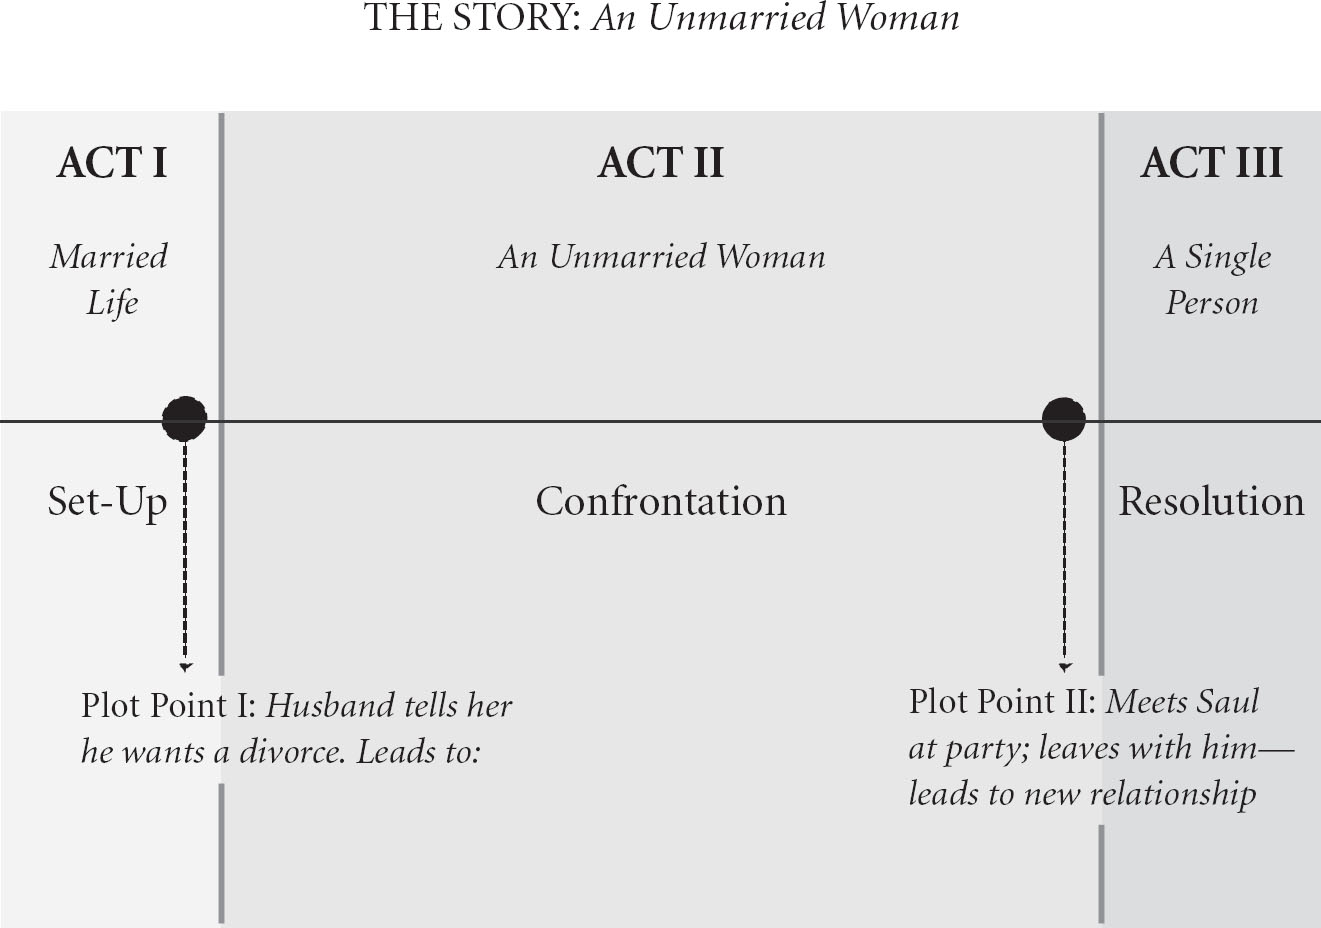 THE STORY: An Unmarried Woman
ACT I
ACT II
ACT III
Married
Life
An Unmarried Woman
A Single
Person
Set-Up
Confrontation
Resolution
Plot Point I: Husband tells her
he wants a divorce. Leads to:
Plot Point II: Meets Saul
at party; leaves with him—
leads to new relationship